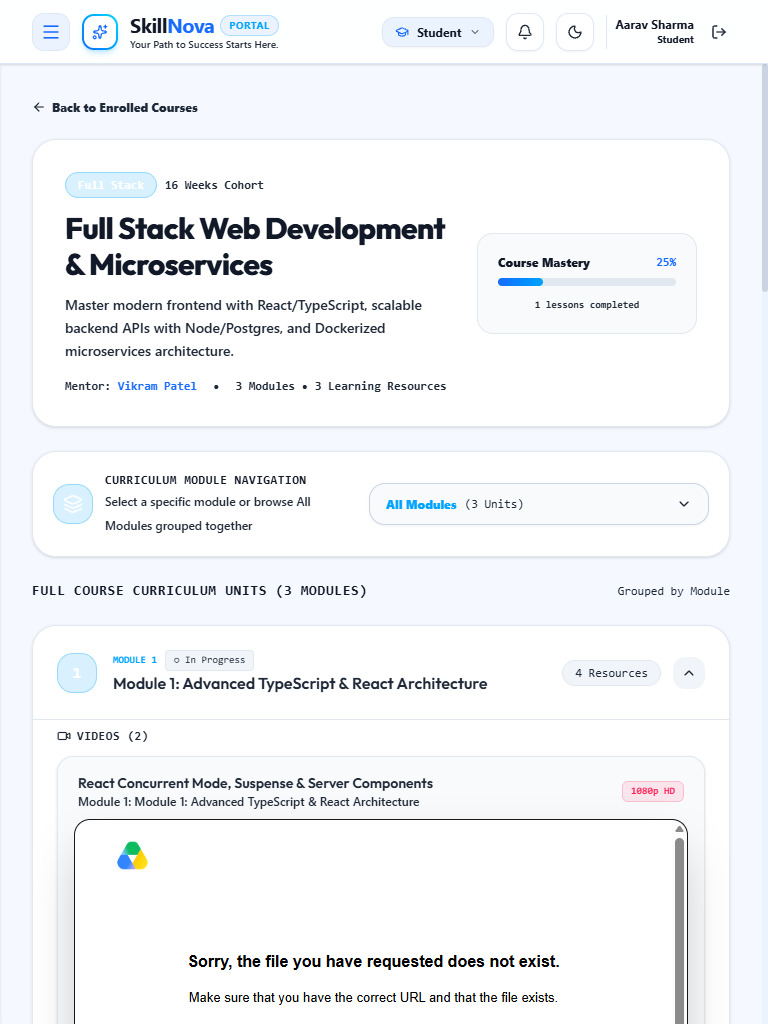 SkillNova PORTAL
Your Path to Success Starts Here.
Student
Aarav Sharma
Student
Back to Enrolled Courses
Full Stack 16 Weeks Cohort
Full Stack Web Development
& Microservices
Master modern frontend with React/TypeScript, scalable
backend APIs with Node/Postgres, and Dockerized
microservices architecture.
Mentor: Vikram Patel • 3 Modules • 3 Learning Resources
Course Mastery 25%
1 lessons completed
CURRICULUM MODULE NAVIGATION
Select a specific module or browse All
Modules grouped together
All Modules (3 Units)
FULL COURSE CURRICULUM UNITS (3 MODULES) Grouped by Module
1
MODULE 1 ○ In Progress
Module 1: Advanced TypeScript & React Architecture
4 Resources
VIDEOS (2)
React Concurrent Mode, Suspense & Server Components
Module 1: Module 1: Advanced TypeScript & React Architecture
1080p HD
Sorry, the file you have requested does not exist.
Make sure that you have the correct URL and that the file exists.